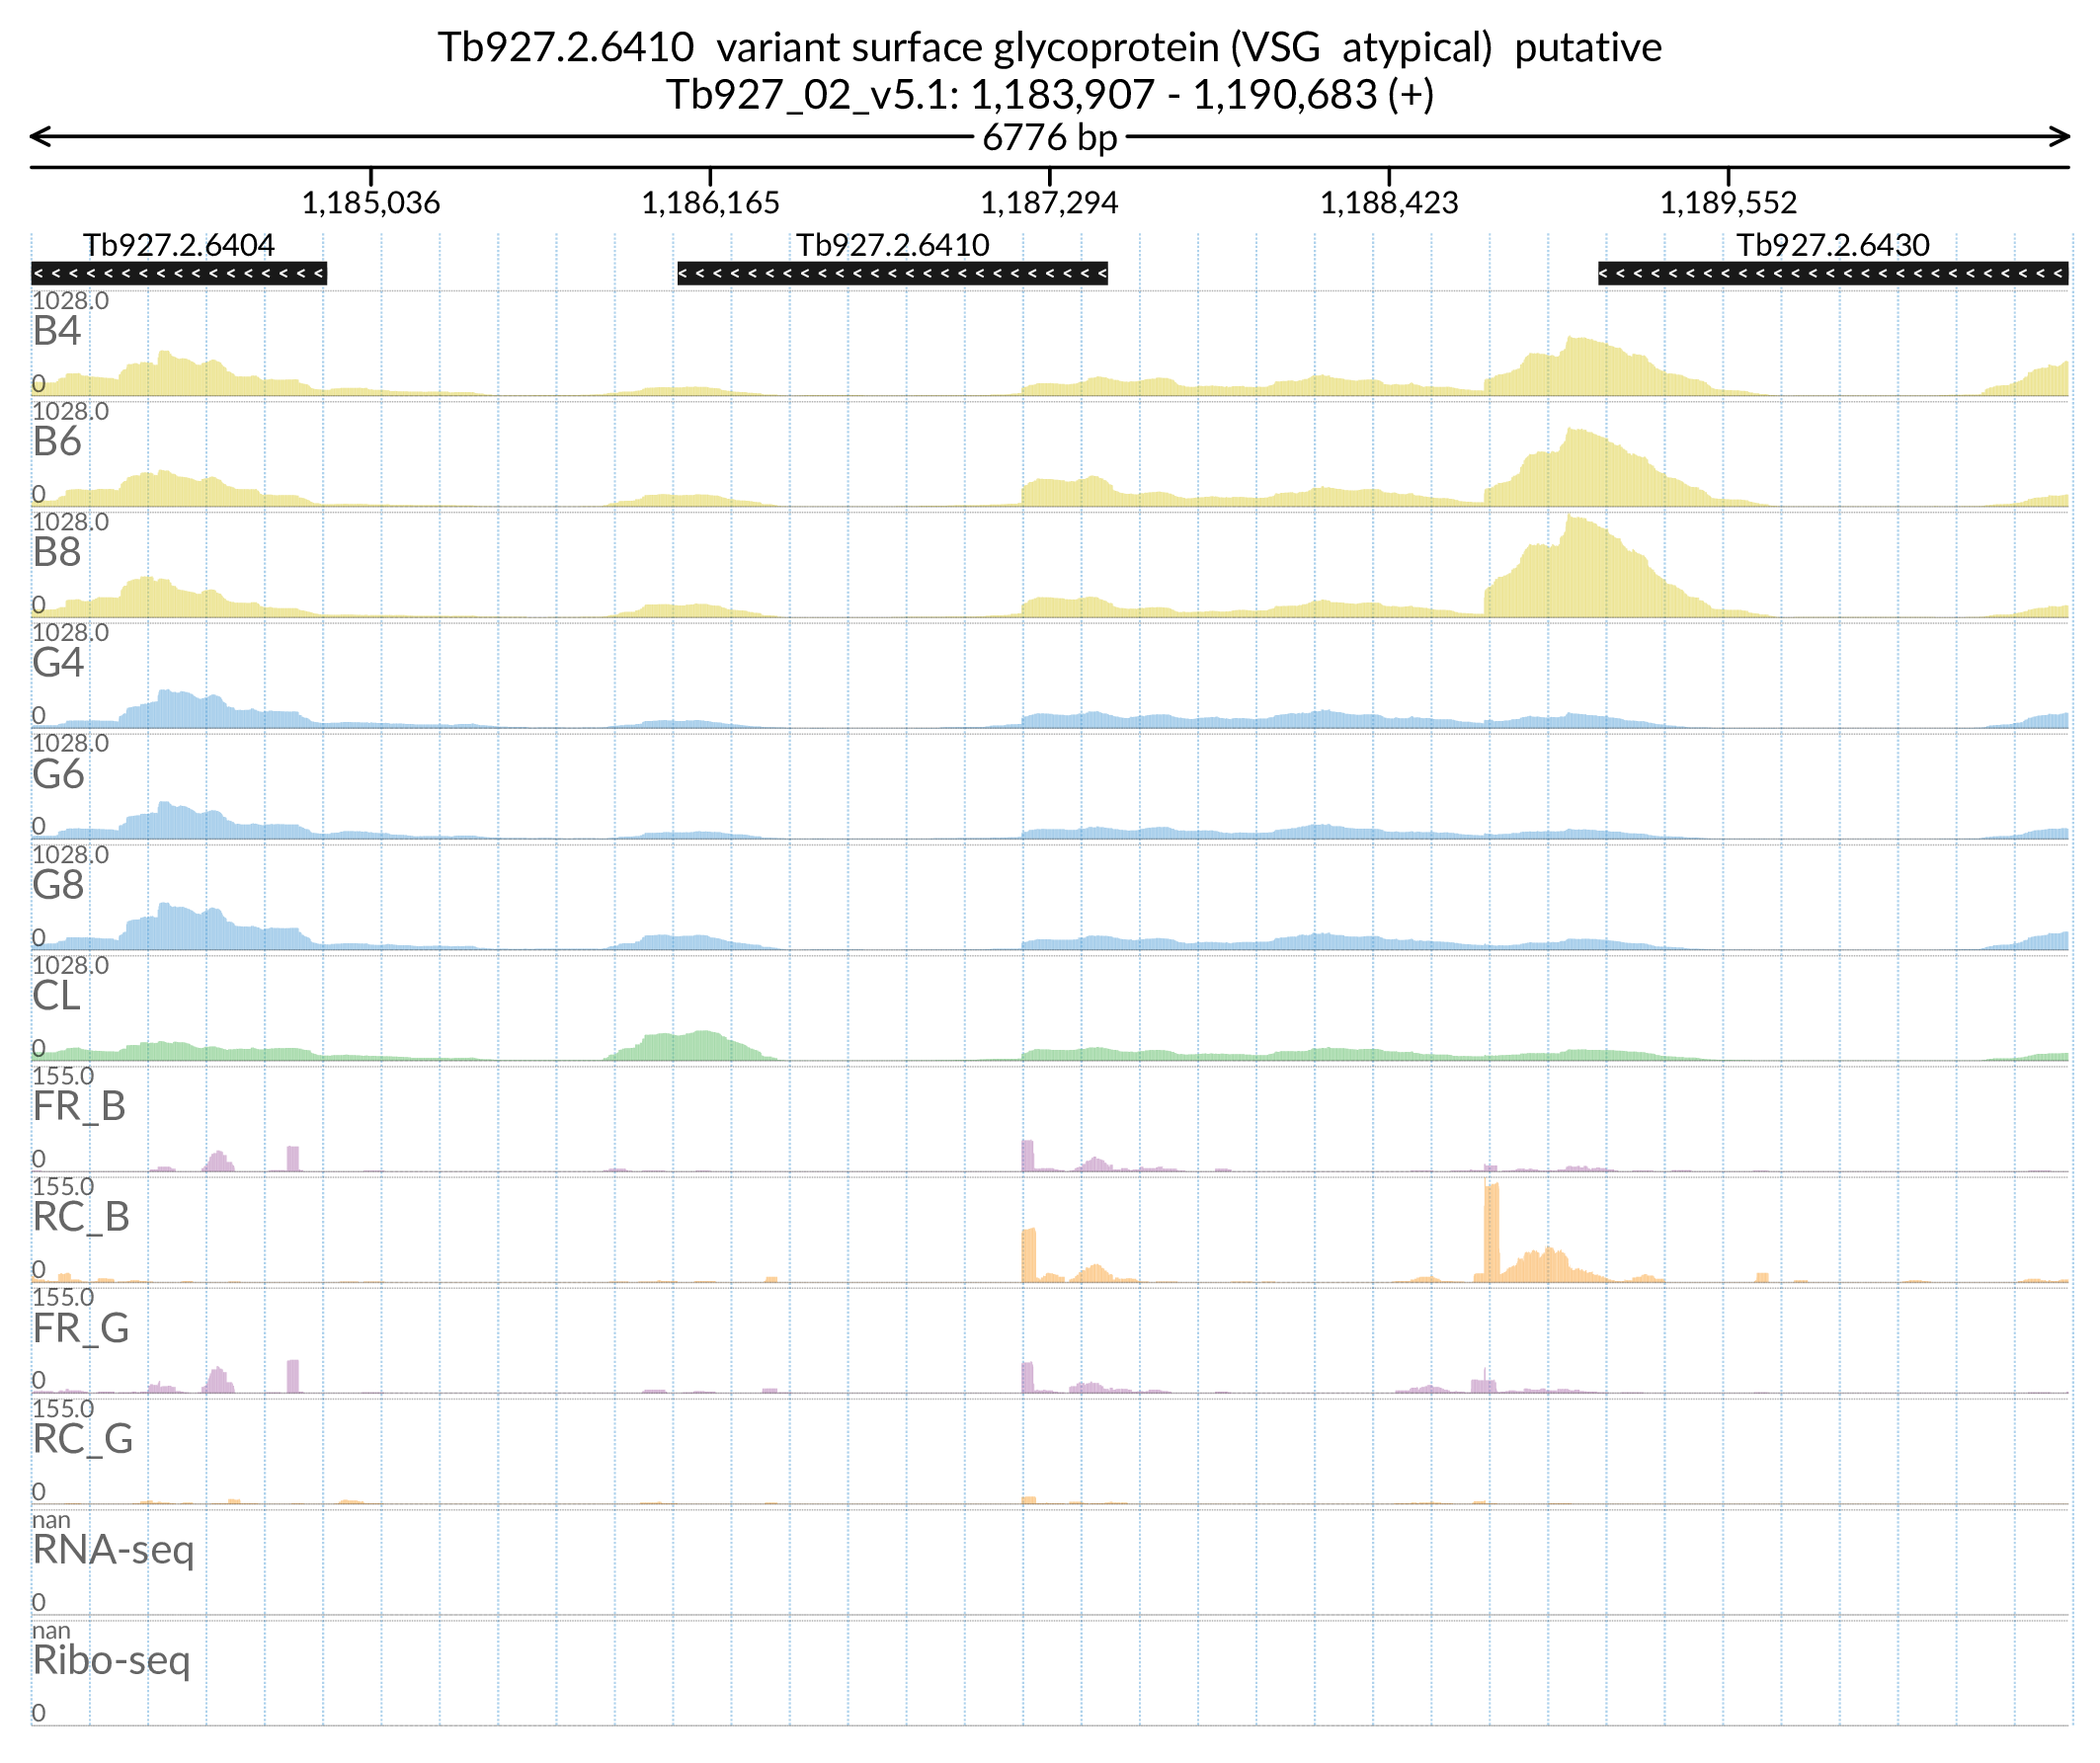 Tb927.2.6410  variant surface glycoprotein (VSG  atypical)  putative
Tb927_02_v5.1: 1,183,907 - 1,190,683 (+)
6776 bp
1,185,036 1,186,165 1,187,294 1,188,423 1,189,552
Tb927.2.6404 Tb927.2.6410 Tb927.2.6430
1028.0
B4
0
1028.0
B6
0
1028.0
B8
0
1028.0
G4
0
1028.0
G6
0
1028.0
G8
0
1028.0
CL
0
155.0
FR_B
0
155.0
RC_B
0
155.0
FR_G
0
155.0
RC_G
0
nan
RNA-seq
0
nan
Ribo-seq
0